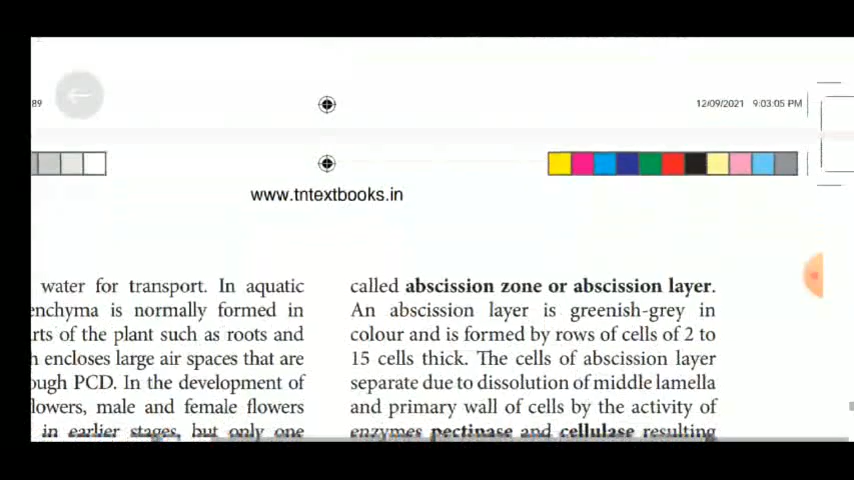 89
12/09/2021 9:03:05 PM
www.tntextbooks.in
water for transport. In aquatic
enchyma is normally formed in
rts of the plant such as roots and
encloses large air spaces that are
ough PCD. In the development of
lowers, male and female flowers
in earlier stages, but only one
called abscission zone or abscission layer.
An abscission layer is greenish-grey in
colour and is formed by rows of cells of 2 to
15 cells thick. The cells of abscission layer
separate due to dissolution of middle lamella
and primary wall of cells by the activity of
enzymes pectinase and cellulase resulting